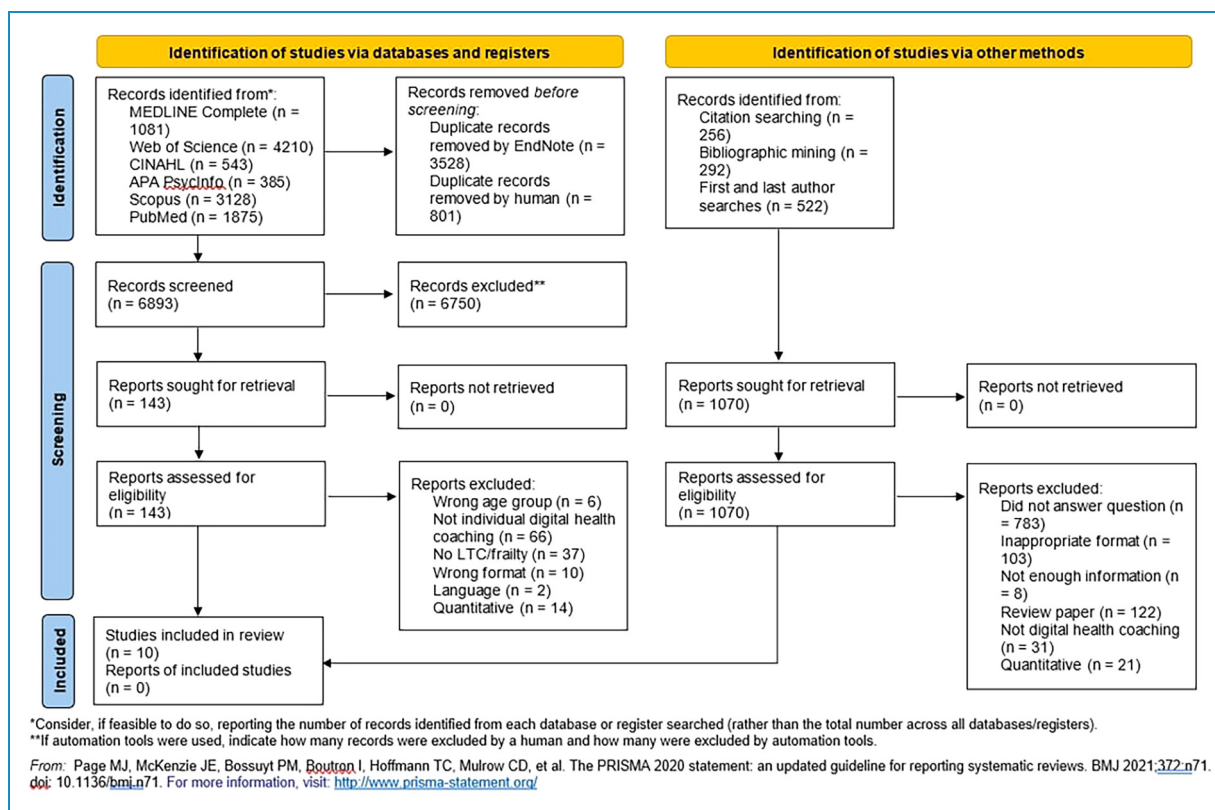 Identification of studies via databases and registers
Identification of studies via other methods
Identification
Records identified from*:
MEDLINE Complete (n =
1081)
Web of Science (n = 4210)
CINAHL (n = 543)
APA PsycInfo (n = 385)
Scopus (n = 3128)
PubMed (n = 1875)
Records removed before
screening:
Duplicate records
removed by EndNote (n =
3528)
Duplicate records
removed by human (n =
801)
Records identified from:
Citation searching (n =
256)
Bibliographic mining (n =
292)
First and last author
searches (n = 522)
Screening
Records screened
(n = 6893)
Records excluded**
(n = 6750)
Reports sought for retrieval
(n = 143)
Reports not retrieved
(n = 0)
Reports sought for retrieval
(n = 1070)
Reports not retrieved
(n = 0)
Reports assessed for
eligibility
(n = 143)
Reports excluded:
Wrong age group (n = 6)
Not individual digital health
coaching (n = 66)
No LTC/frailty (n = 37)
Wrong format (n = 10)
Language (n = 2)
Quantitative (n = 14)
Reports assessed for
eligibility
(n = 1070)
Reports excluded:
Did not answer question (n
= 783)
Inappropriate format (n =
103)
Not enough information (n
= 8)
Review paper (n = 122)
Not digital health coaching
(n = 31)
Quantitative (n = 21)
Included
Studies included in review
(n = 10)
Reports of included studies
(n = 0)
*Consider, if feasible to do so, reporting the number of records identified from each database or register searched (rather than the total number across all databases/registers).
**If automation tools were used, indicate how many records were excluded by a human and how many were excluded by automation tools.
From: Page MJ, McKenzie JE, Bossuyt PM, Boutron I, Hoffmann TC, Mulrow CD, et al. The PRISMA 2020 statement: an updated guideline for reporting systematic reviews. BMJ 2021;372:n71.
doi: 10.1136/bmj.n71. For more information, visit: http://www.prisma-statement.org/